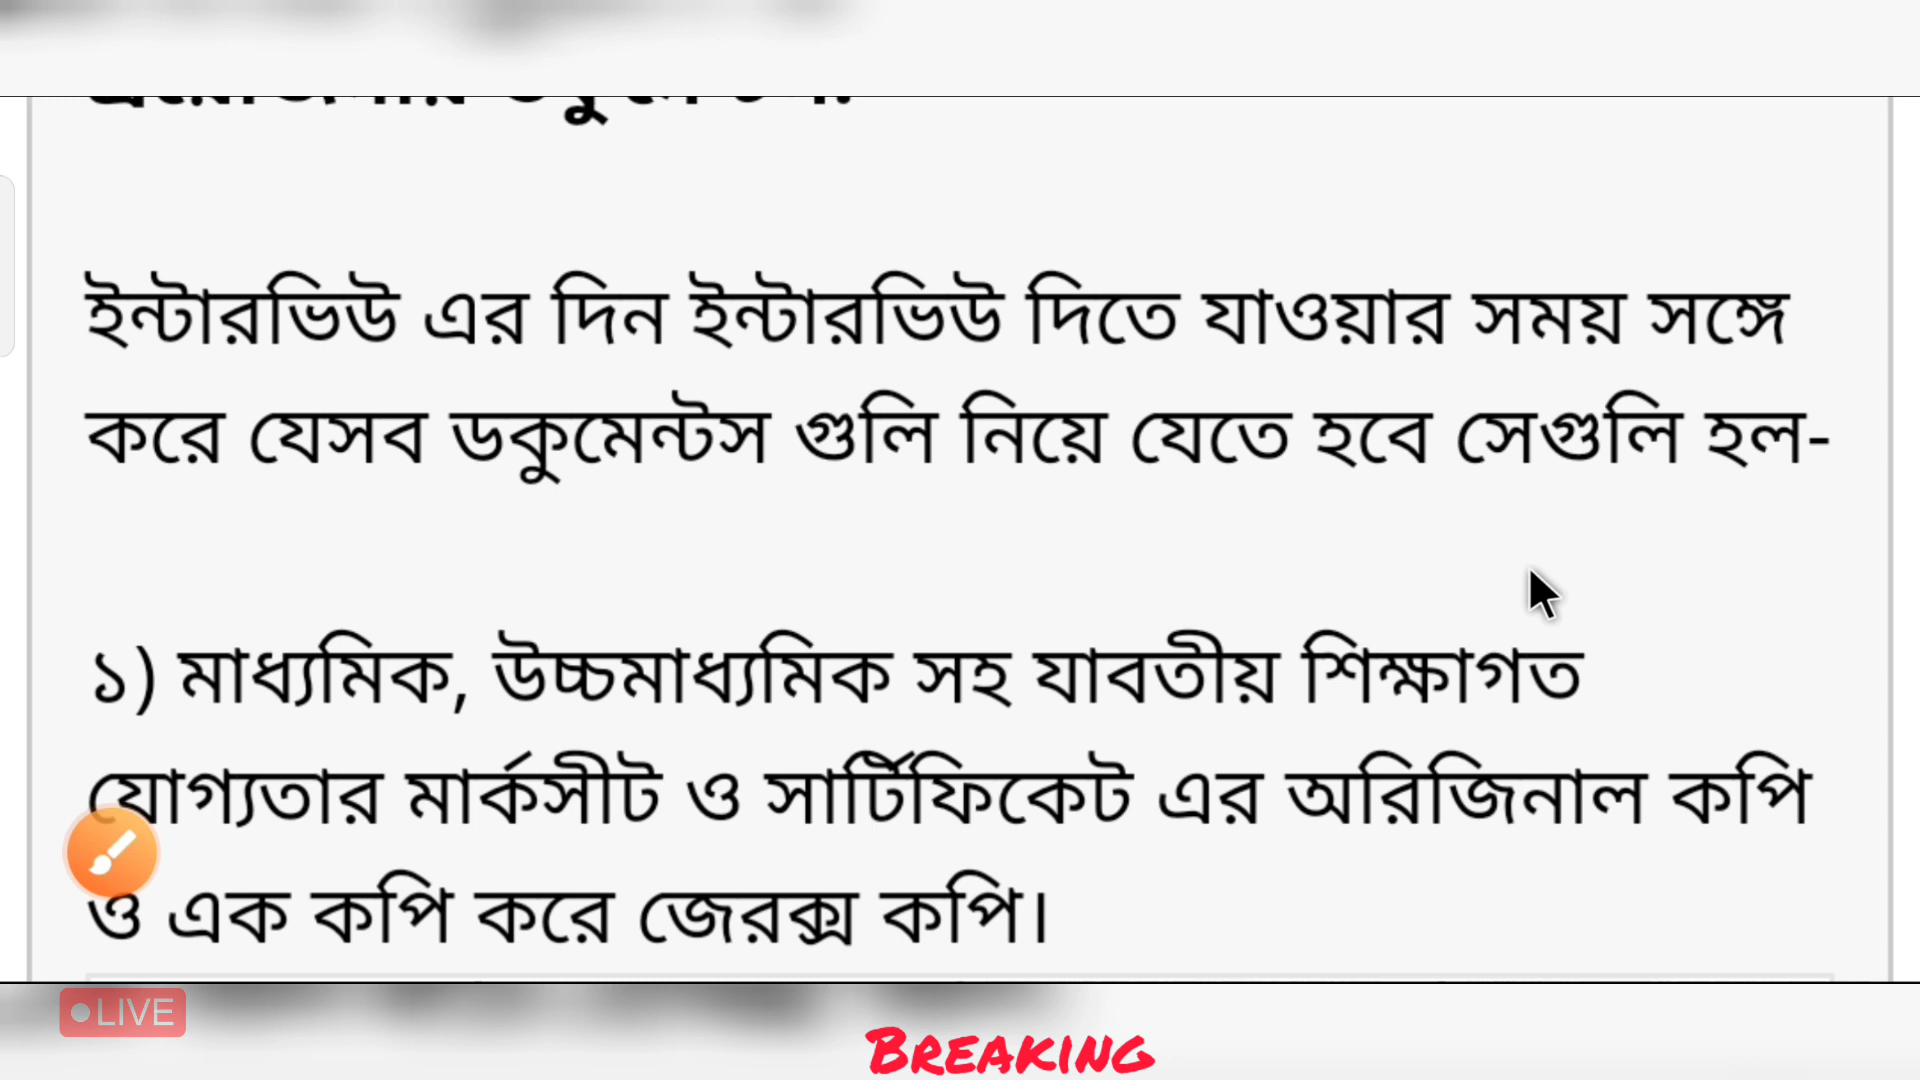 ইন্টারভিউ এর দিন ইন্টারভিউ দিতে যাওয়ার সময় সঙ্গে
করে যেসব ডকুমেন্টস গুলি নিয়ে যেতে হবে সেগুলি হল-
১) মাধ্যমিক, উচ্চমাধ্যমিক সহ যাবতীয় শিক্ষাগত
যোগ্যতার মার্কসীট ও সার্টিফিকেট এর অরিজিনাল কপি
ও এক কপি করে জেরক্স কপি।
LIVE
BREAKING